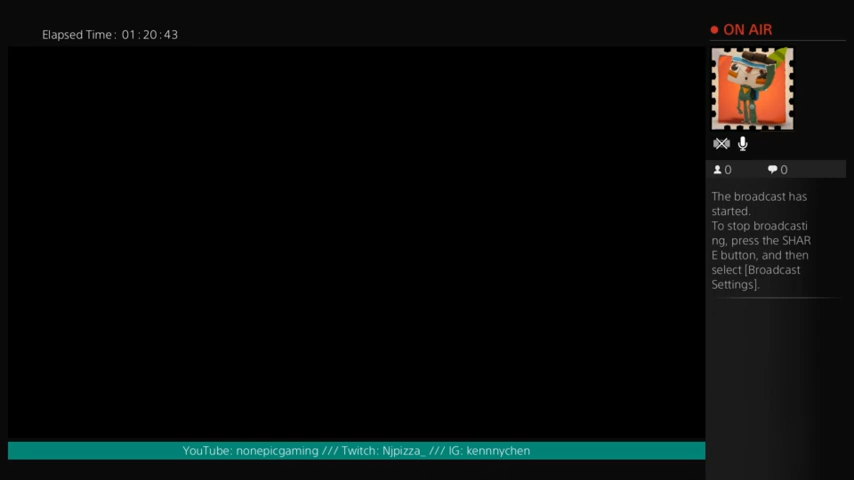 Elapsed Time: 01:20:43
ON AIR
0 0
The broadcast has
started.
To stop broadcasti
ng, press the SHAR
E button, and then
select [Broadcast
Settings].
YouTube: nonepicgaming /// Twitch: Njpizza_ /// IG: kennnychen